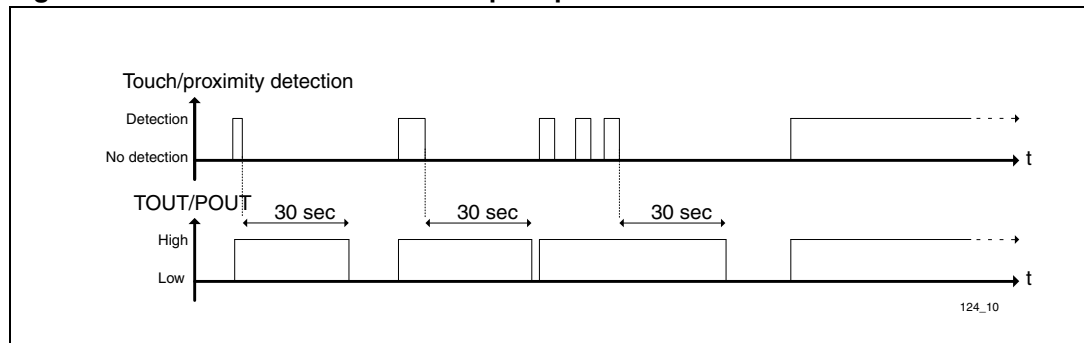 Touch/proximity detection
Detection
No detection
t
TOUT/POUT
30 sec
30 sec
30 sec
High
Low
t
124_10